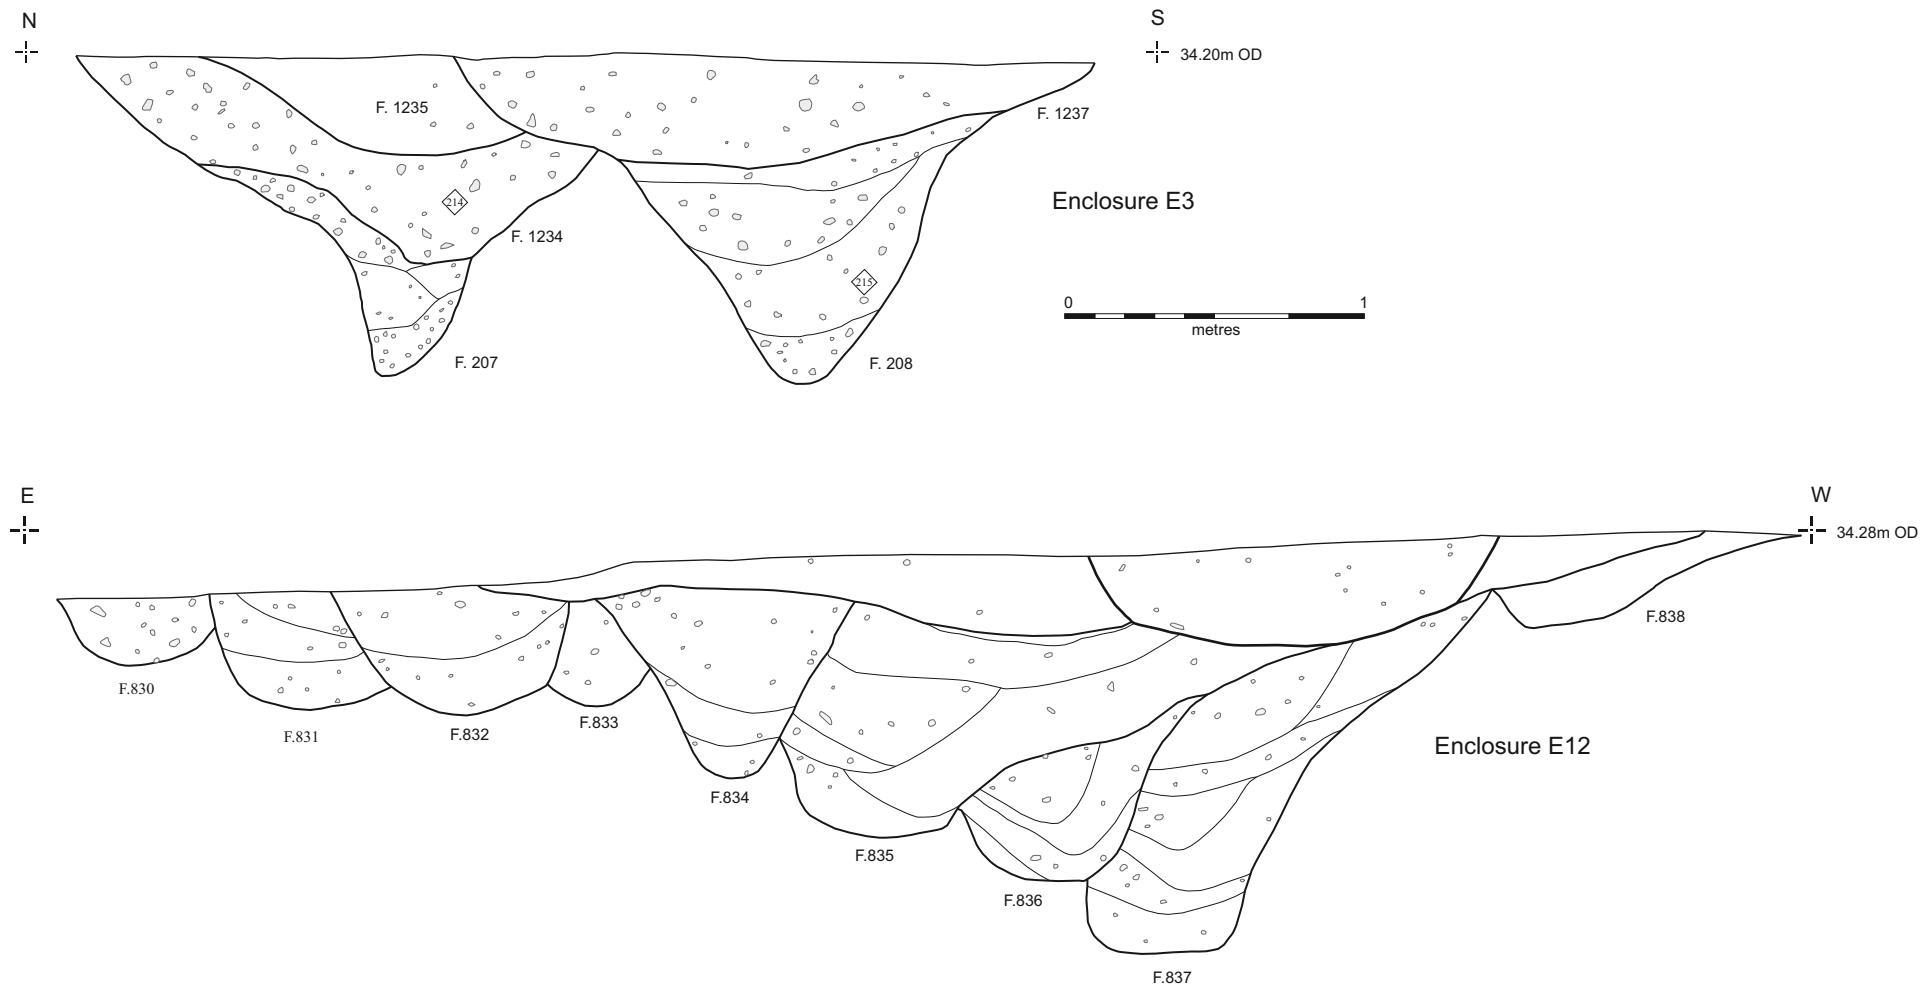 N
S
34.20m OD
F. 1235
F. 1237
Enclosure E3
214
F. 1234
215
0 1
metres
F. 207
F. 208
E
W
34.28m OD
F.838
F.830
F.831
F.832
F.833
Enclosure E12
F.834
F.835
F.836
F.837